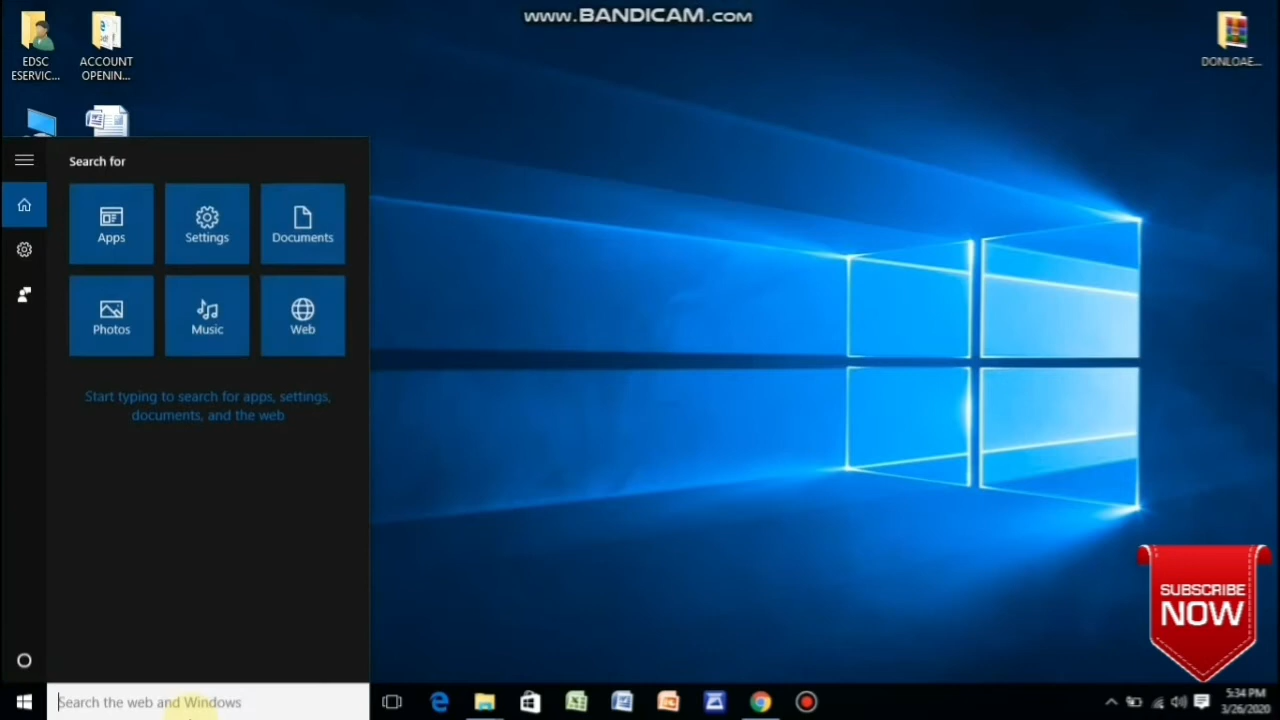 www.BANDICAM.com
EDSC
ESERVIC...
ACCOUNT
OPENIN...
DONLOAE...
Search for
Apps
Settings
Documents
Photos
Music
Web
Start typing to search for apps, settings,
documents, and the web
SUBSCRIBE
NOW
Search the web and Windows
5:34 PM
3/26/2020